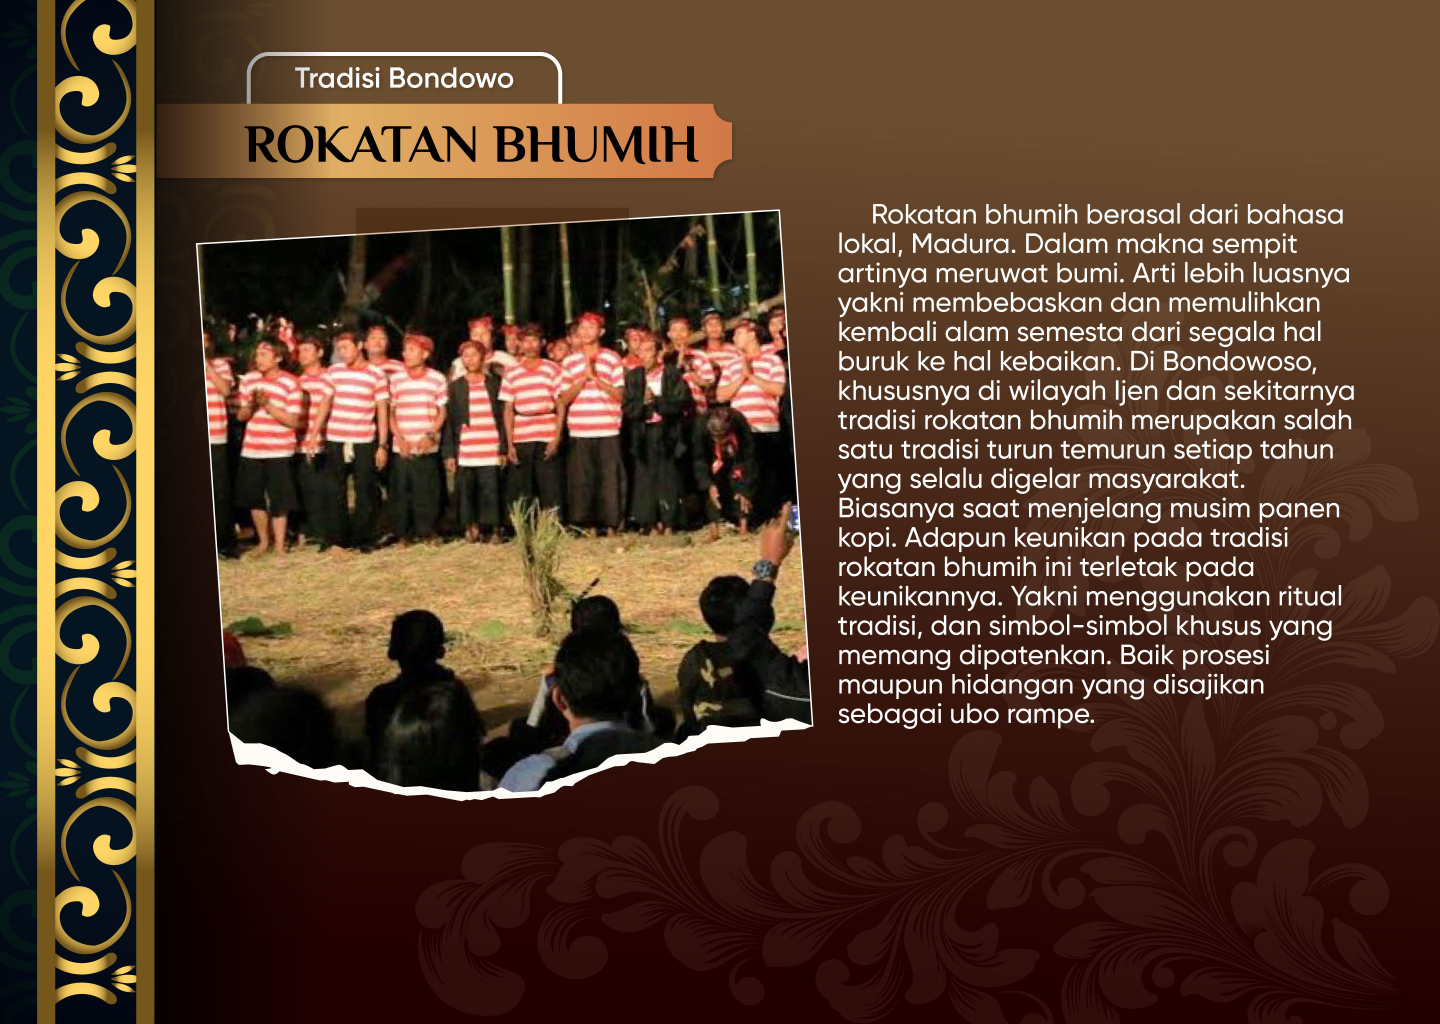 Tradisi Bondowo
ROKATAN BHUMIH
Rokatan bhumih berasal dari bahasa
lokal, Madura. Dalam makna sempit
artinya meruwat bumi. Arti lebih luasnya
yakni membebaskan dan memulihkan
kembali alam semesta dari segala hal
buruk ke hal kebaikan. Di Bondowoso,
khususnya di wilayah Ijen dan sekitarnya
tradisi rokatan bhumih merupakan salah
satu tradisi turun temurun setiap tahun
yang selalu digelar masyarakat.
Biasanya saat menjelang musim panen
kopi. Adapun keunikan pada tradisi
rokatan bhumih ini terletak pada
keunikannya. Yakni menggunakan ritual
tradisi, dan simbol-simbol khusus yang
memang dipatenkan. Baik prosesi
maupun hidangan yang disajikan
sebagai ubo rampe.